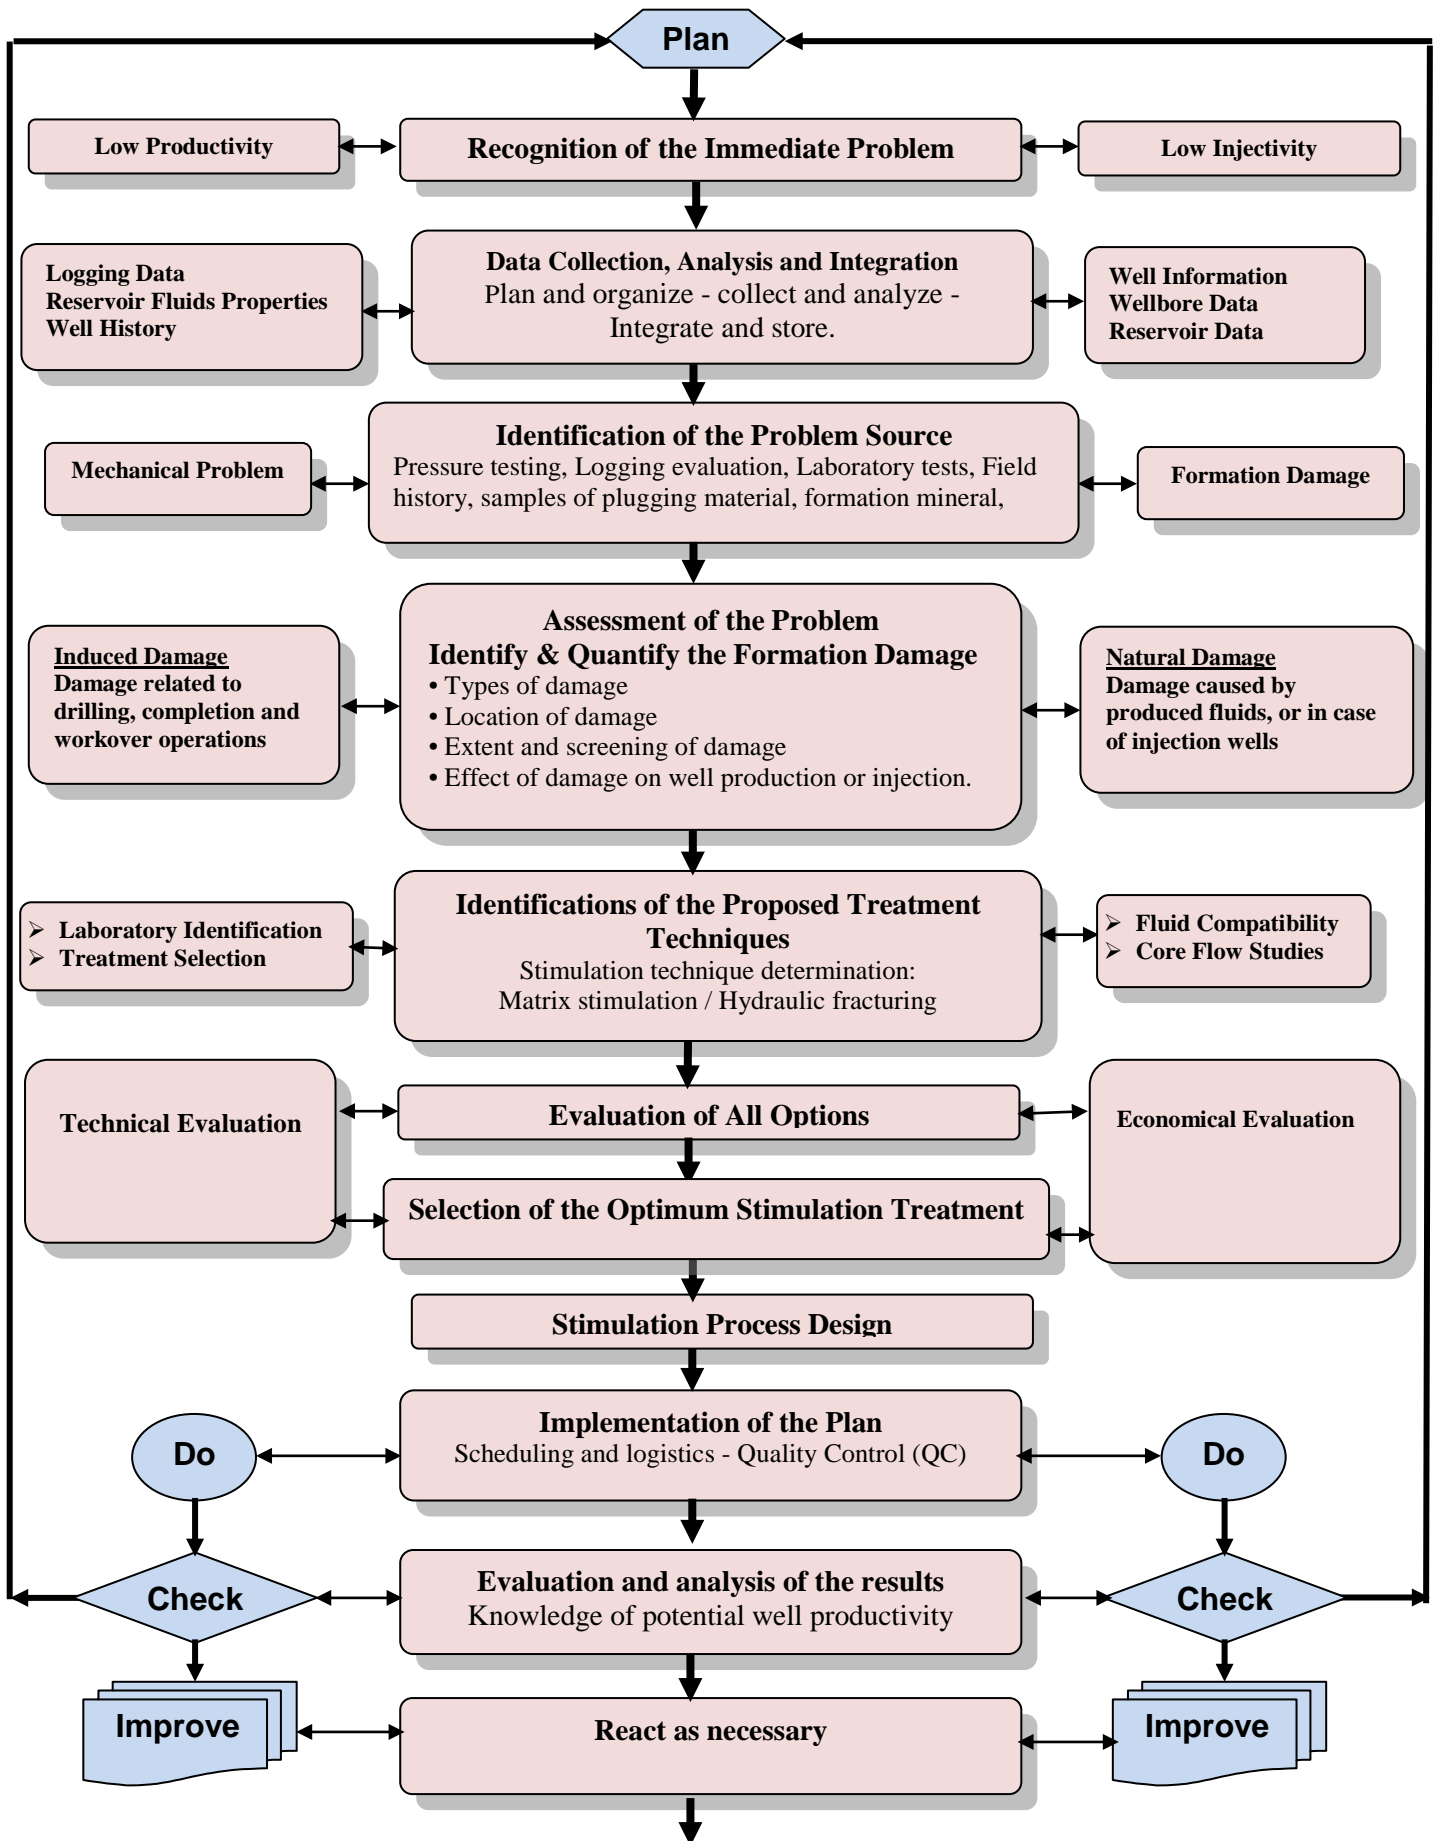 Plan
Low Productivity
Recognition of the Immediate Problem
Low Injectivity
Logging Data
Reservoir Fluids Properties
Well History
Data Collection, Analysis and Integration
Plan and organize - collect and analyze -
Integrate and store.
Well Information
Wellbore Data
Reservoir Data
Mechanical Problem
Identification of the Problem Source
Pressure testing, Logging evaluation, Laboratory tests, Field
history, samples of plugging material, formation mineral,
Formation Damage
Induced Damage
Damage related to
drilling, completion and
workover operations
Assessment of the Problem
Identify & Quantify the Formation Damage
• Types of damage
• Location of damage
• Extent and screening of damage
• Effect of damage on well production or injection.
Natural Damage
Damage caused by
produced fluids, or in case
of injection wells
➢ Laboratory Identification
➢ Treatment Selection
Identifications of the Proposed Treatment
Techniques
Stimulation technique determination:
Matrix stimulation / Hydraulic fracturing
➢ Fluid Compatibility
➢ Core Flow Studies
Technical Evaluation
Evaluation of All Options
Economical Evaluation
Selection of the Optimum Stimulation Treatment
Stimulation Process Design
Do
Implementation of the Plan
Scheduling and logistics - Quality Control (QC)
Do
Check
Evaluation and analysis of the results
Knowledge of potential well productivity
Check
Improve
React as necessary
Improve